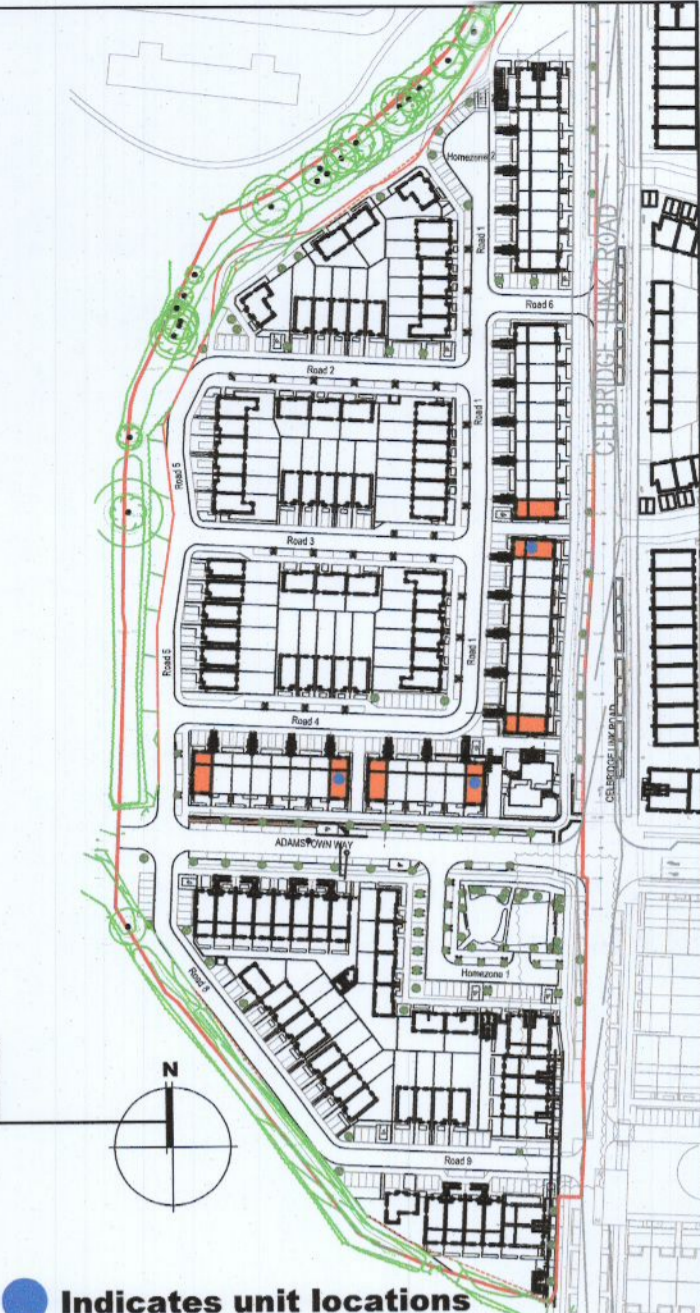 Homezone 2
Road 1
Road 6
CELBRIDGE LINK ROAD
Road 2
Road 1
Road 5
Road 3
Road 5
Road 1
Road 4
CELBRIDGE LINK ROAD
ADAMSTOWN WAY
Homezone 1
Road 8
N
Road 9
Indicates unit locations